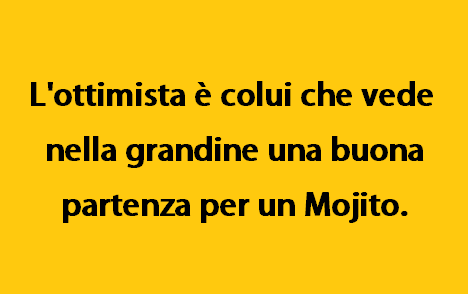 L'ottimista è colui che vede
nella grandine una buona
partenza per un Mojito.